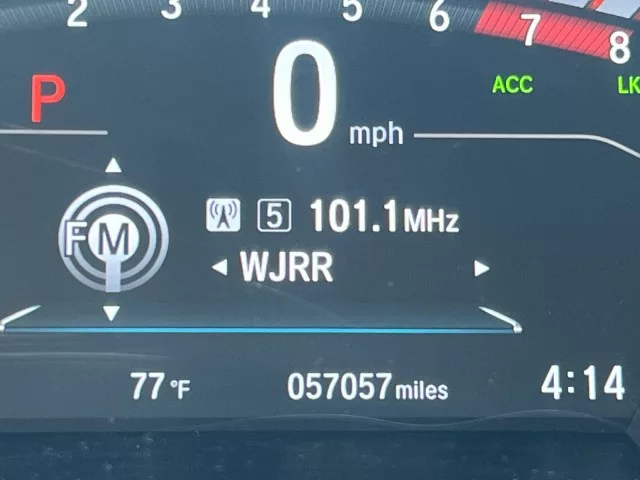 2 3 4 5 6 7 8
P 0 mph ACC LK
FM 5 101.1MHz
WJRR
77°F 057057miles 4:14